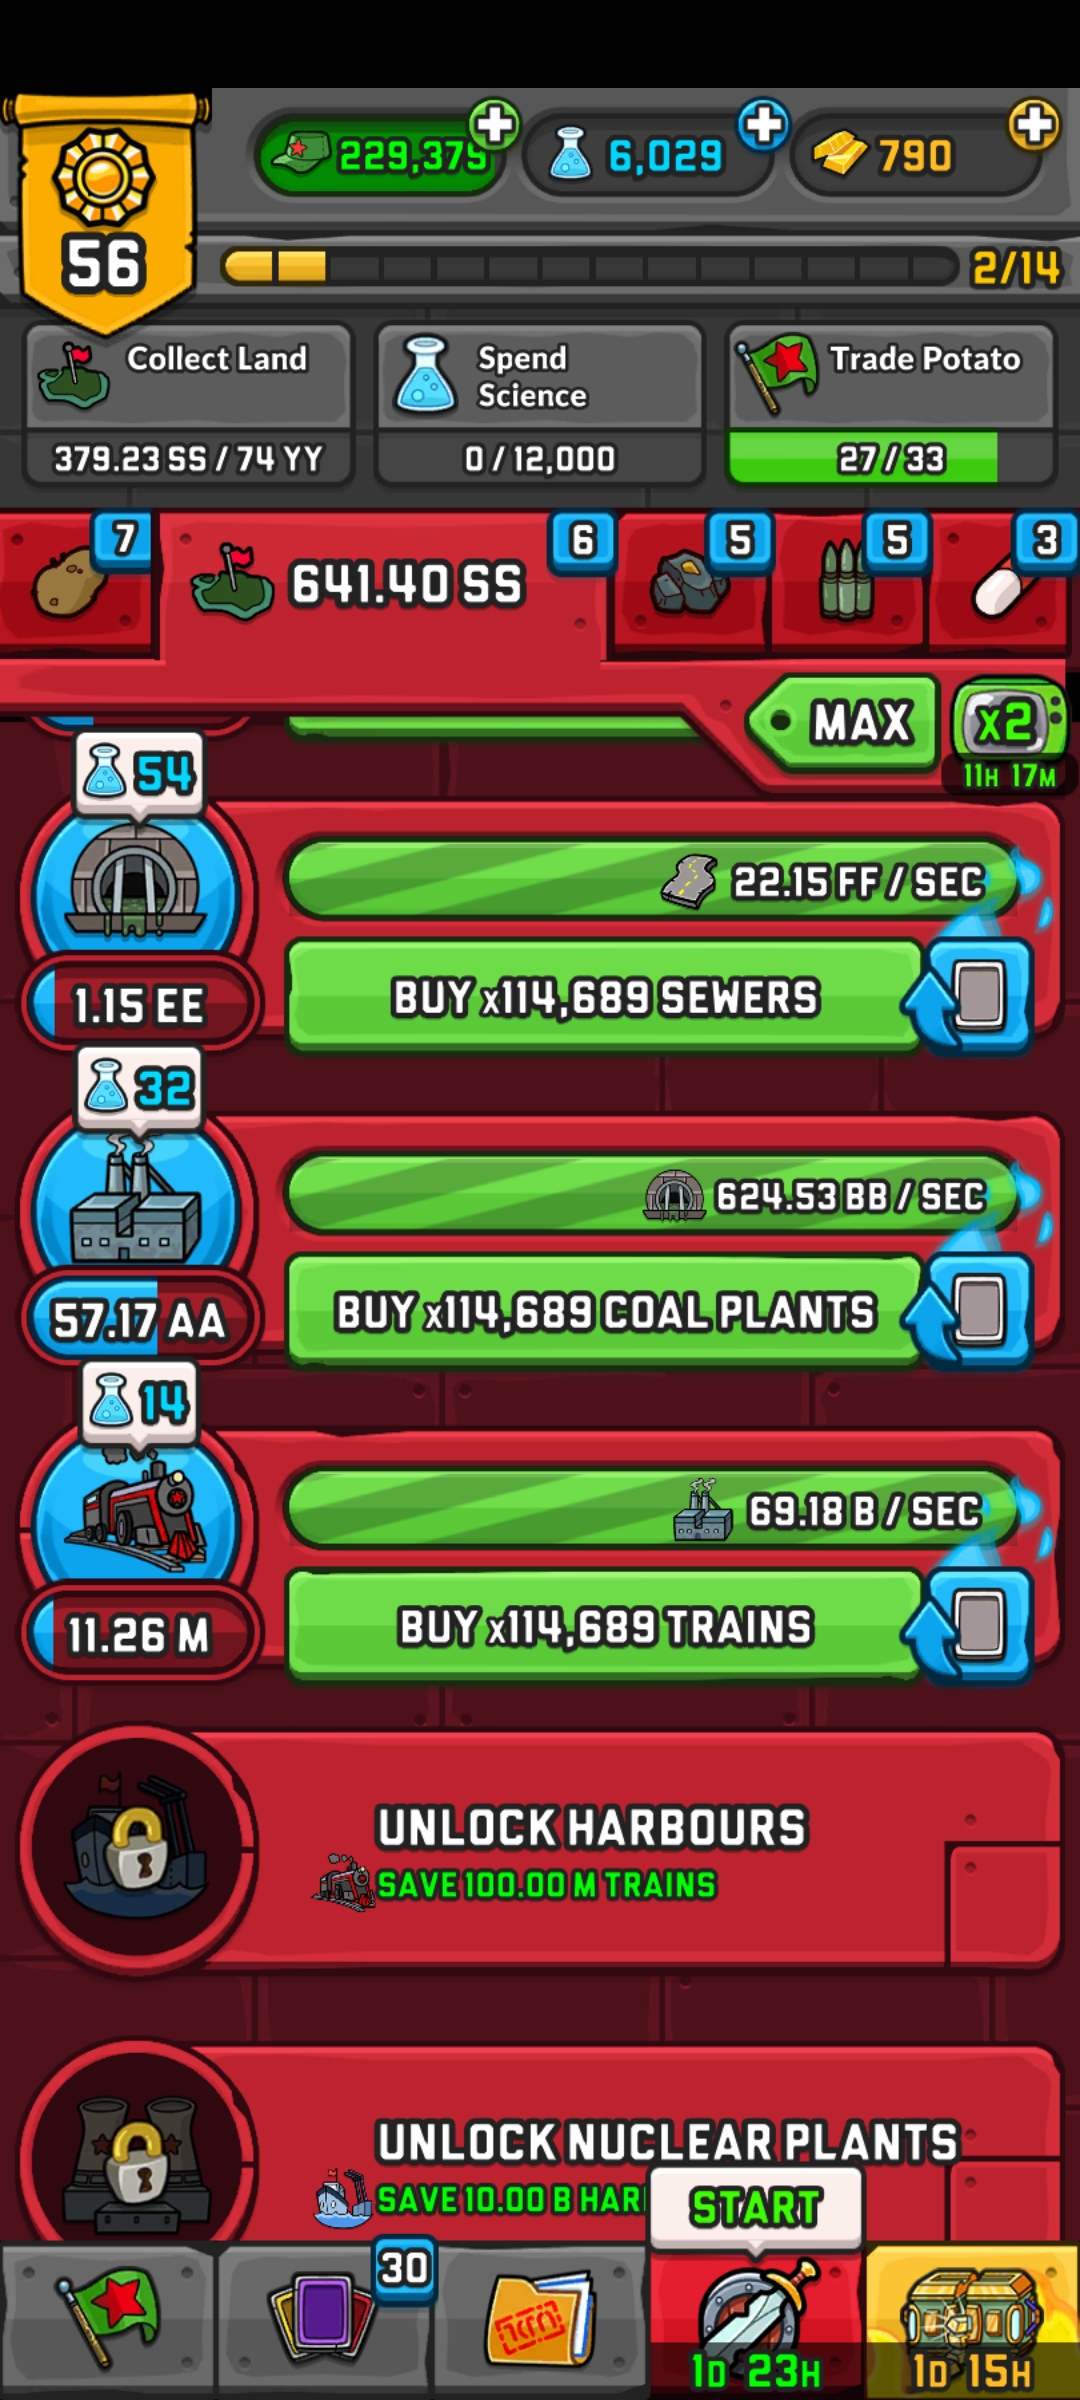 229,379
6,029
790
56
2/14
Collect Land
379.23 SS / 74 YY
Spend
Science
0 / 12,000
Trade Potato
27 / 33
7
641.40 SS
6
5
5
3
MAX
X2
11H 17M
54
22.15 FF / SEC
BUY x114,689 SEWERS
1.15 EE
32
624.53 BB / SEC
BUY x114,689 COAL PLANTS
57.17 AA
14
69.18 B / SEC
BUY x114,689 TRAINS
11.26 M
UNLOCK HARBOURS
SAVE 100.00 M TRAINS
UNLOCK NUCLEAR PLANTS
SAVE 10.00 B
START
30
1D 23H
1D 15H